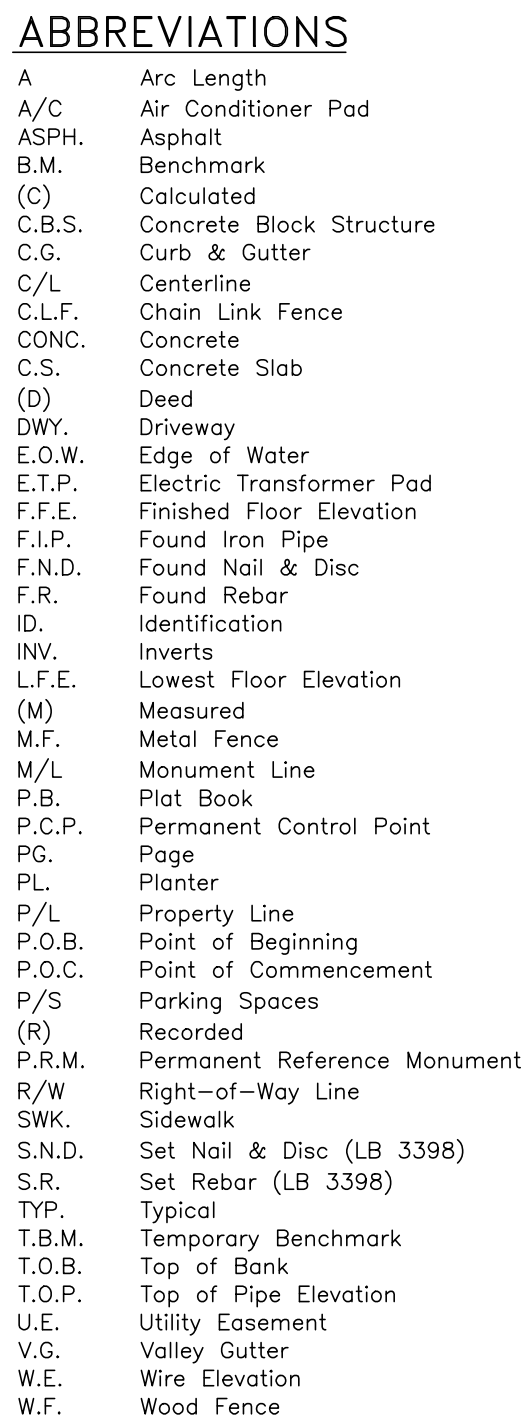 ABBREVIATIONS
A Arc Length
A/C Air Conditioner Pad
ASPH. Asphalt
B.M. Benchmark
(C) Calculated
C.B.S. Concrete Block Structure
C.G. Curb & Gutter
C/L Centerline
C.L.F. Chain Link Fence
CONC. Concrete
C.S. Concrete Slab
(D) Deed
DWY. Driveway
E.O.W. Edge of Water
E.T.P. Electric Transformer Pad
F.F.E. Finished Floor Elevation
F.I.P. Found Iron Pipe
F.N.D. Found Nail & Disc
F.R. Found Rebar
ID. Identification
INV. Inverts
L.F.E. Lowest Floor Elevation
(M) Measured
M.F. Metal Fence
M/L Monument Line
P.B. Plat Book
P.C.P. Permanent Control Point
PG. Page
PL. Planter
P/L Property Line
P.O.B. Point of Beginning
P.O.C. Point of Commencement
P/S Parking Spaces
(R) Recorded
P.R.M. Permanent Reference Monument
R/W Right-of-Way Line
SWK. Sidewalk
S.N.D. Set Nail & Disc (LB 3398)
S.R. Set Rebar (LB 3398)
TYP. Typical
T.B.M. Temporary Benchmark
T.O.B. Top of Bank
T.O.P. Top of Pipe Elevation
U.E. Utility Easement
V.G. Valley Gutter
W.E. Wire Elevation
W.F. Wood Fence